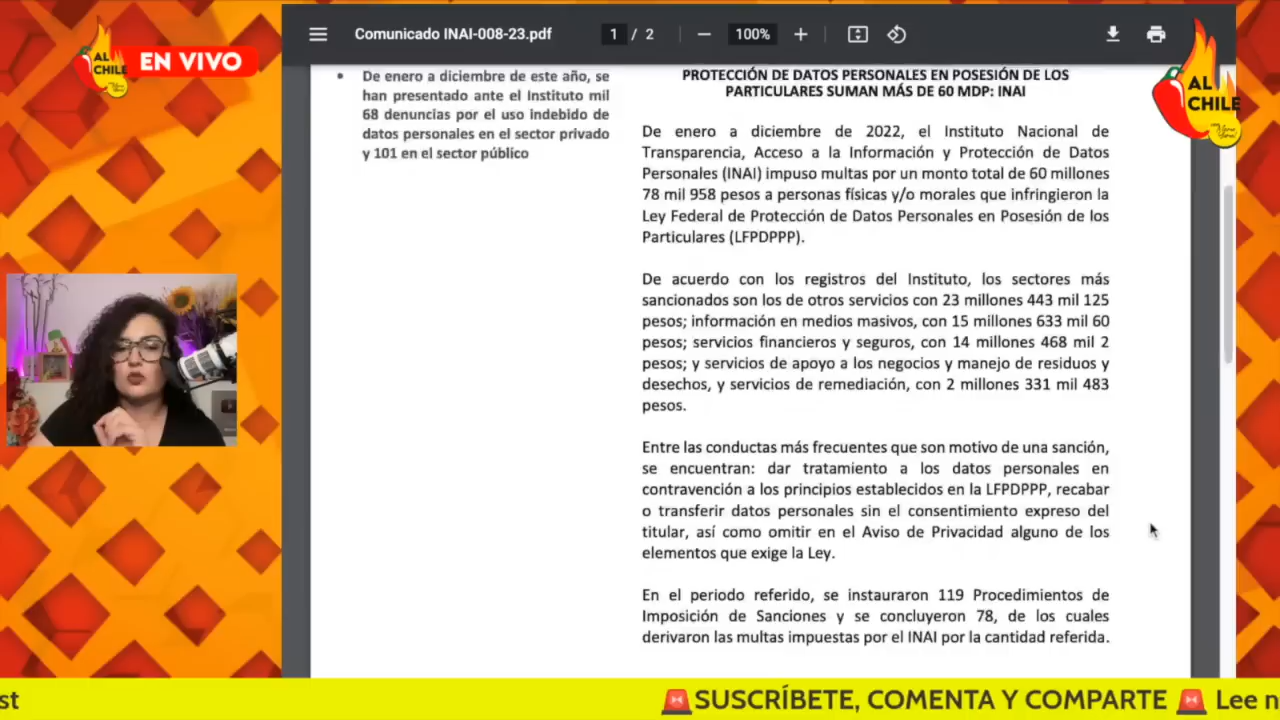 AL CHILE
EN VIVO
Comunicado INAI-008-23.pdf
1 / 2
100%
AL CHILE
• De enero a diciembre de este año, se
han presentado ante el Instituto mil
68 denuncias por el uso indebido de
datos personales en el sector privado
y 101 en el sector público
PROTECCIÓN DE DATOS PERSONALES EN POSESIÓN DE LOS
PARTICULARES SUMAN MÁS DE 60 MDP: INAI
De enero a diciembre de 2022, el Instituto Nacional de
Transparencia, Acceso a la Información y Protección de Datos
Personales (INAI) impuso multas por un monto total de 60 millones
78 mil 958 pesos a personas físicas y/o morales que infringieron la
Ley Federal de Protección de Datos Personales en Posesión de los
Particulares (LFPDPPP).
De acuerdo con los registros del Instituto, los sectores más
sancionados son los de otros servicios con 23 millones 443 mil 125
pesos; información en medios masivos, con 15 millones 633 mil 60
pesos; servicios financieros y seguros, con 14 millones 468 mil 2
pesos; y servicios de apoyo a los negocios y manejo de residuos y
desechos, y servicios de remediación, con 2 millones 331 mil 483
pesos.
Entre las conductas más frecuentes que son motivo de una sanción,
se encuentran: dar tratamiento a los datos personales en
contravención a los principios establecidos en la LFPDPPP, recabar
o transferir datos personales sin el consentimiento expreso del
titular, así como omitir en el Aviso de Privacidad alguno de los
elementos que exige la Ley.
En el periodo referido, se instauraron 119 Procedimientos de
Imposición de Sanciones y se concluyeron 78, de los cuales
derivaron las multas impuestas por el INAI por la cantidad referida.
st 🚨SUSCRÍBETE, COMENTA Y COMPARTE 🚨 Lee n